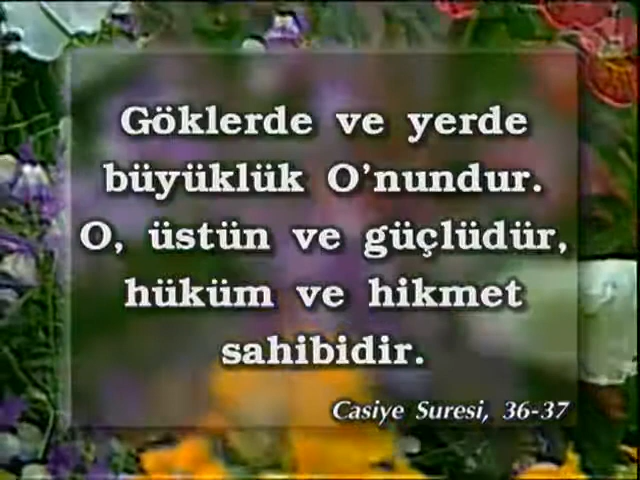 Göklerde ve yerde
büyüklük O'nundur.
O, üstün ve güçlüdür,
hüküm ve hikmet
sahibidir.
Casiye Suresi, 36-37